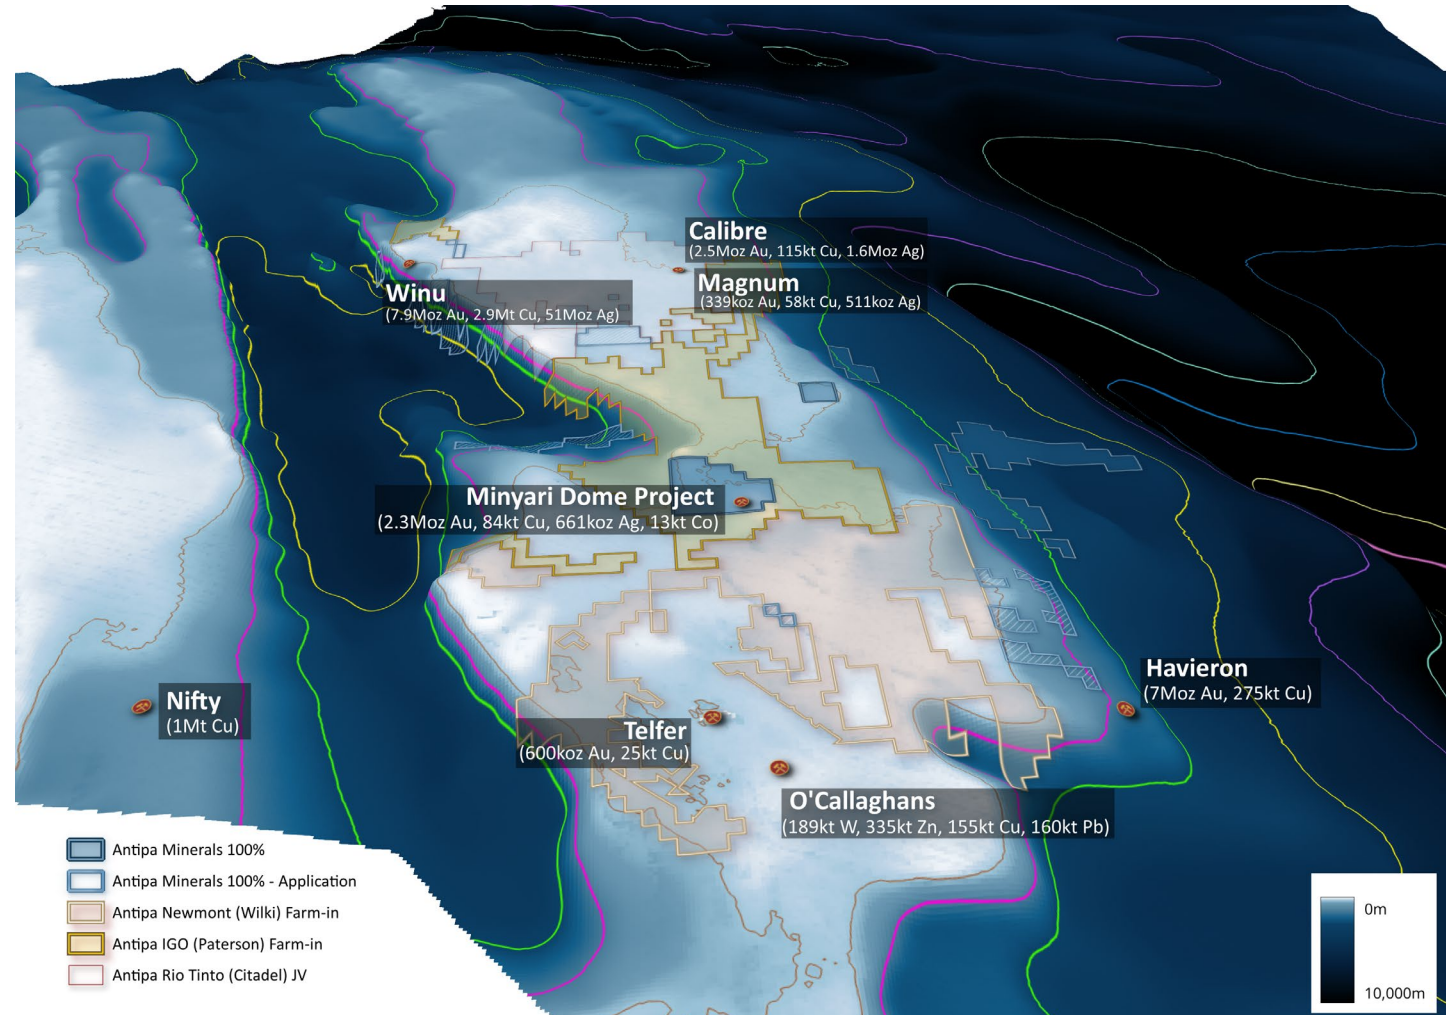 Calibre
(2.5Moz Au, 115kt Cu, 1.6Moz Ag)
Magnum
(339koz Au, 58kt Cu, 511koz Ag)
Winu
(7.9Moz Au, 2.9Mt Cu, 51Moz Ag)
Minyari Dome Project
(2.3Moz Au, 84kt Cu, 661koz Ag, 13kt Co)
Havieron
(7Moz Au, 275kt Cu)
Nifty
(1Mt Cu)
Telfer
(600koz Au, 25kt Cu)
O'Callaghans
(189kt W, 335kt Zn, 155kt Cu, 160kt Pb)
Antipa Minerals 100%
Antipa Minerals 100% - Application
Antipa Newmont (Wilki) Farm-in
Antipa IGO (Paterson) Farm-in
Antipa Rio Tinto (Citadel) JV
0m
10,000m